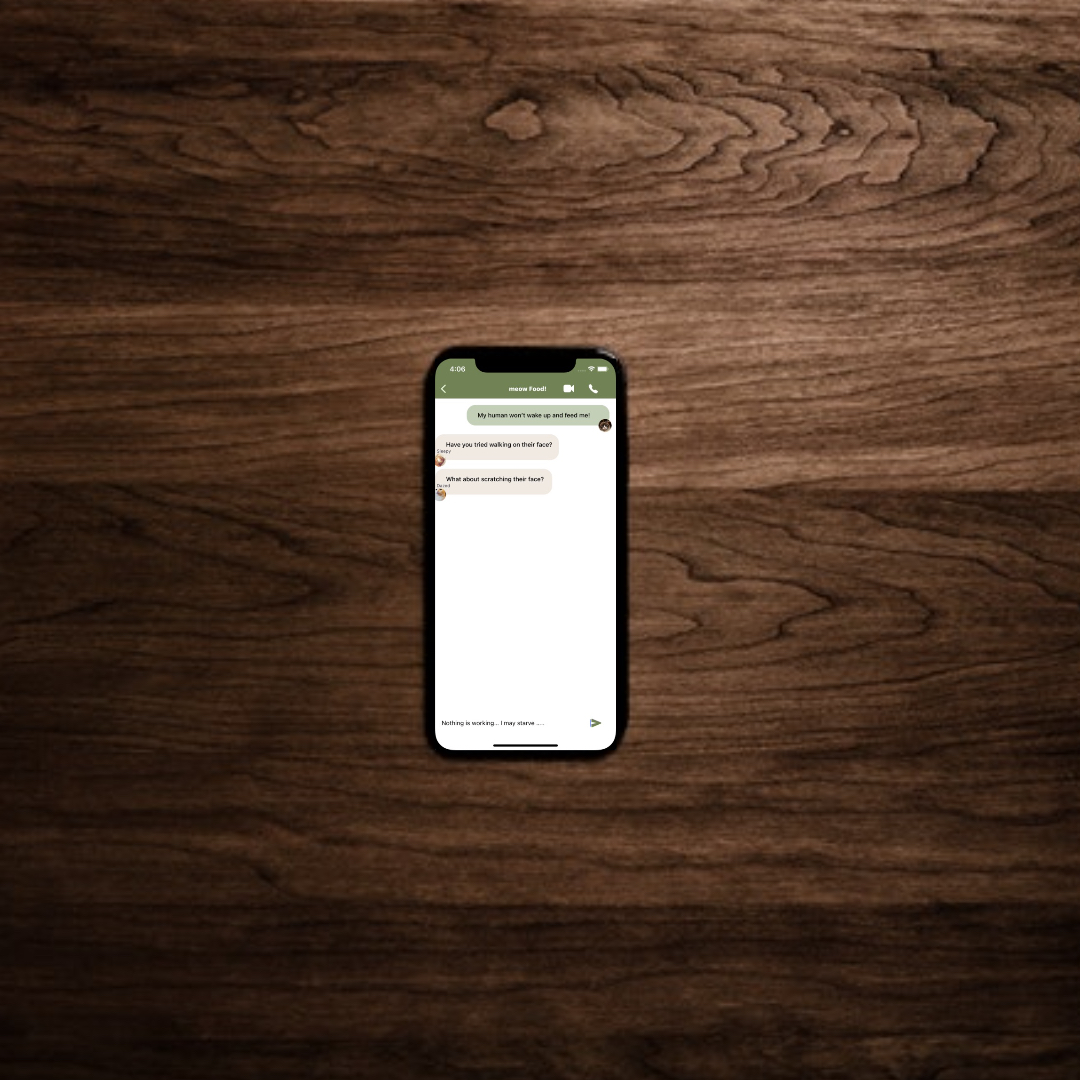 4:06
meow Food!
My human won't wake up and feed me!
Have you tried walking on their face?
Sleepy
What about scratching their face?
Nothing is working... I may starve .....